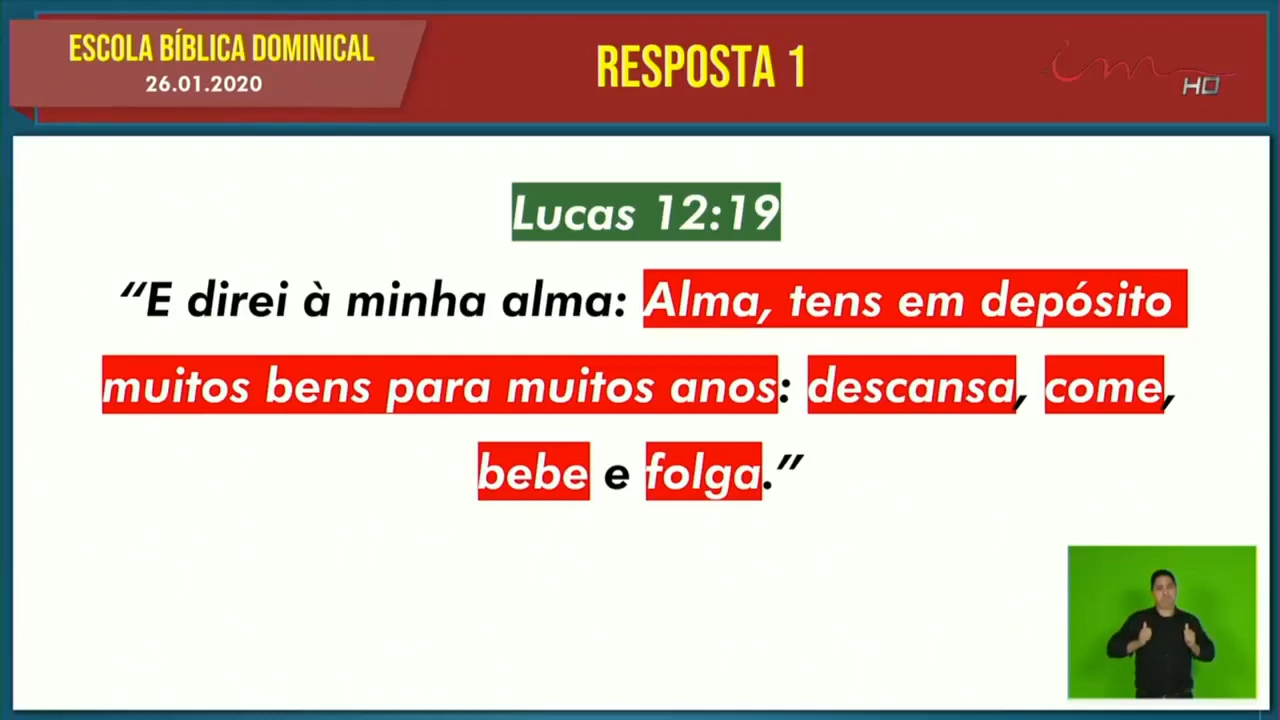 ESCOLA BÍBLICA DOMINICAL
26.01.2020
RESPOSTA 1
im
HD
Lucas 12:19
“E direi à minha alma: Alma, tens em depósito
muitos bens para muitos anos: descansa, come,
bebe e folga.”